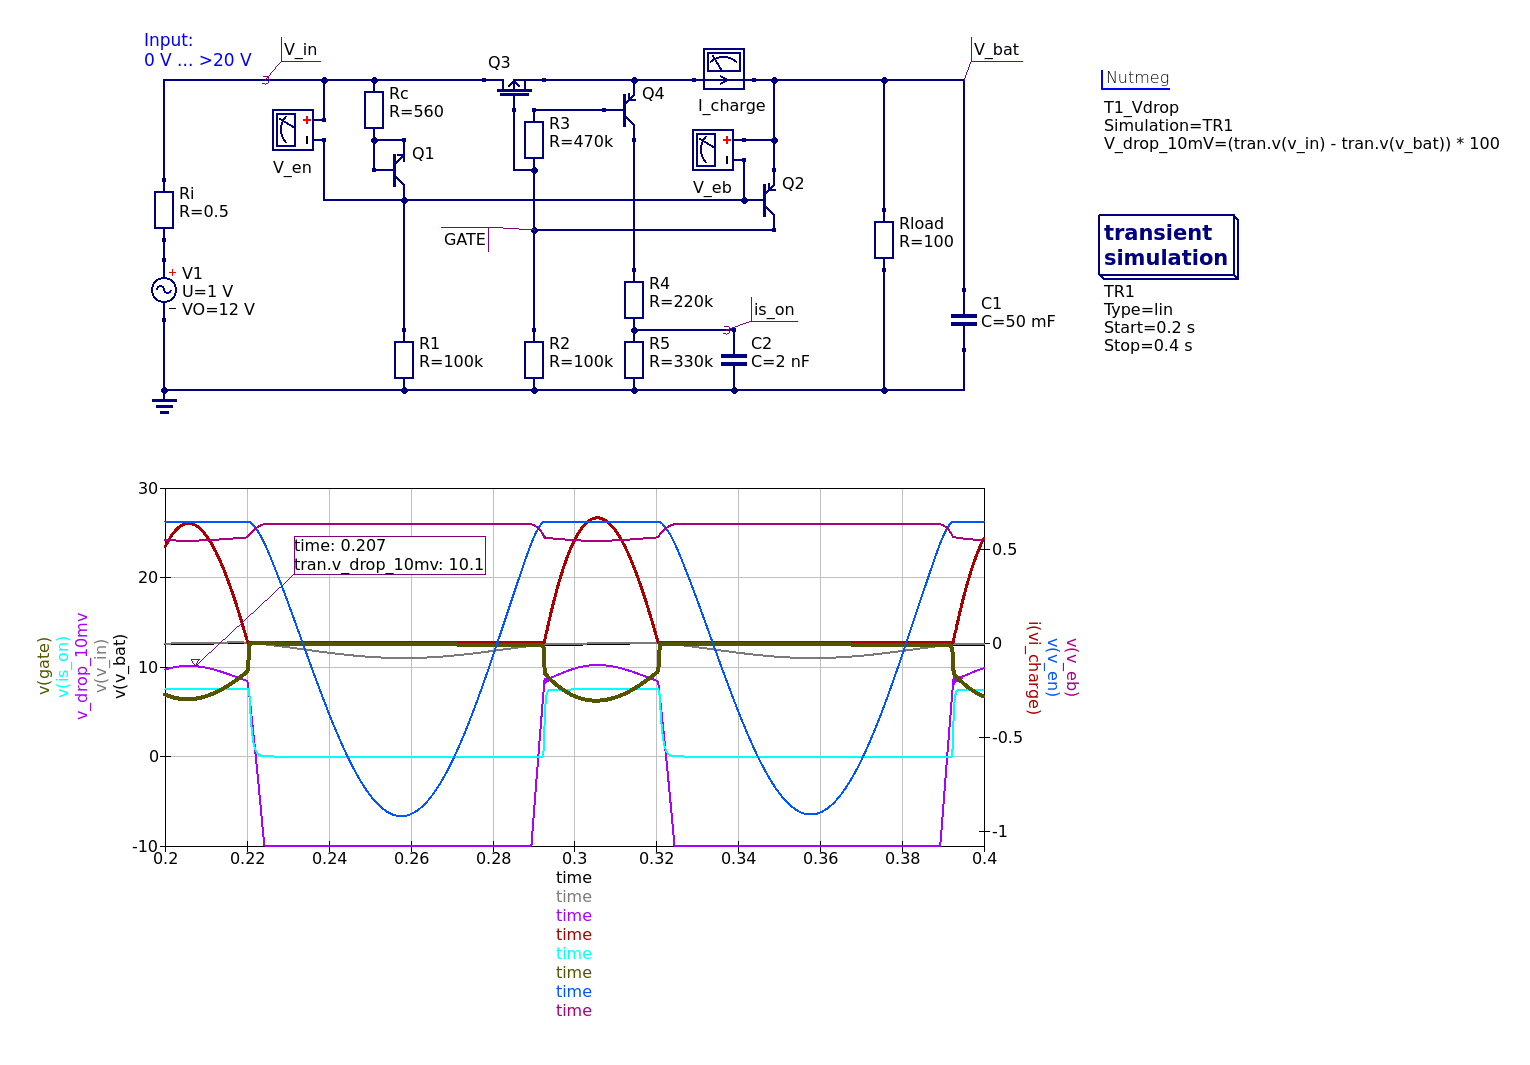 Input:
0 V ... >20 V
V_in
Q3
V_bat
Nutmeg
T1_Vdrop
Simulation=TR1
V_drop_10mV=(tran.v(v_in) - tran.v(v_bat)) * 100
Rc
R=560
Q4
I_charge
R3
R=470k
Q1
V_en
V_eb
Q2
Ri
R=0.5
GATE
Rload
R=100
transient
simulation
V1
U=1 V
VO=12 V
+
−
R4
R=220k
is_on
TR1
Type=lin
Start=0.2 s
Stop=0.4 s
C1
C=50 mF
R1
R=100k
R2
R=100k
R5
R=330k
C2
C=2 nF
30
20
10
0
-10
time: 0.207
tran.v_drop_10mv: 10.1
0.5
0
-0.5
-1
v(gate)
v(is_on)
v_drop_10mv
v(v_in)
v(v_bat)
i(vi_charge)
v(v_en)
v(v_eb)
0.2 0.22 0.24 0.26 0.28 0.3 0.32 0.34 0.36 0.38 0.4
time
time
time
time
time
time
time
time